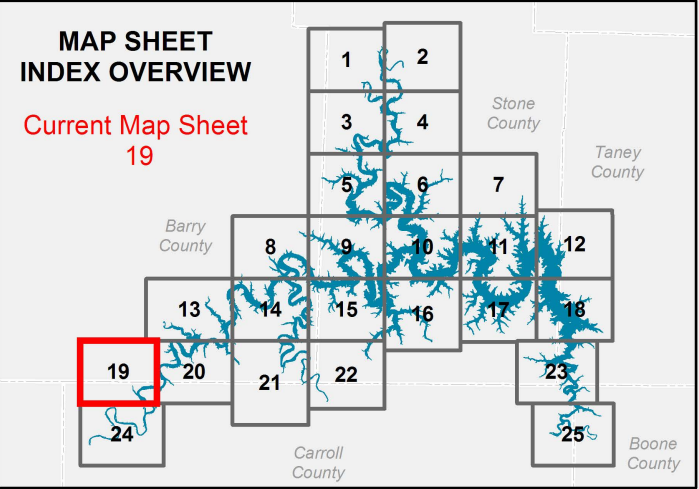 MAP SHEET
INDEX OVERVIEW
Current Map Sheet
19
1
2
3
4
Stone
County
5
6
7
Taney
County
Barry
County
8
9
10
11
12
13
14
15
16
17
18
19
20
21
22
23
24
25
Carroll
County
Boone
County